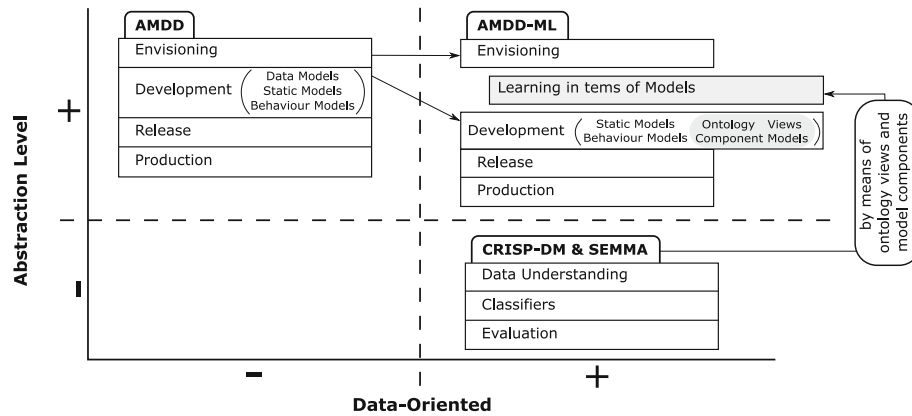 AMDD
Envisioning
Development
Data Models
Static Models
Behaviour Models
Release
Production
AMDD-ML
Envisioning
Learning in tems of Models
Development
Static Models
Behaviour Models
Ontology Views
Component Models
Release
Production
CRISP-DM & SEMMA
Data Understanding
Classifiers
Evaluation
by means of
ontology views and
model components
Abstraction Level
+
-
-
+
Data-Oriented